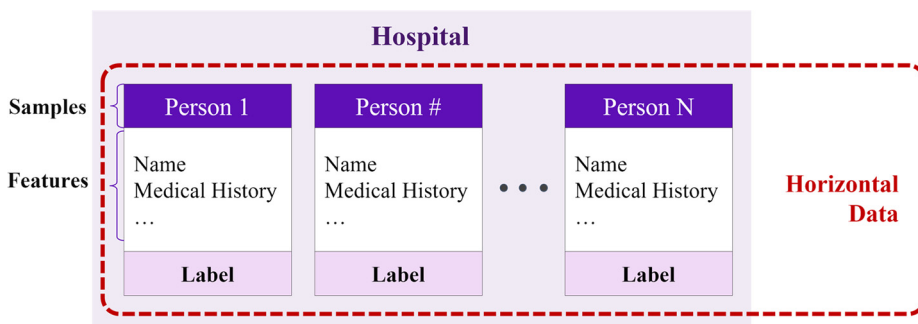 Hospital
Samples
Person 1
Person #
Person N
Features
Name
Medical History
...
Name
Medical History
...
Name
Medical History
...
Label
Label
Label
Horizontal
Data